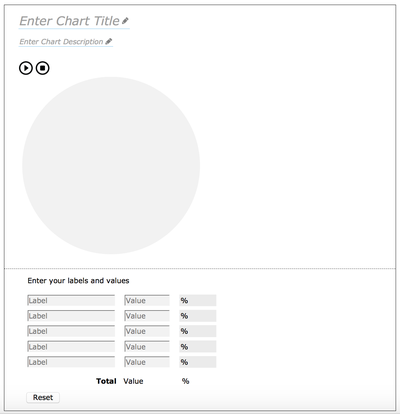 Enter Chart Title
Enter Chart Description
Enter your labels and values
Label Value %
Label Value %
Label Value %
Label Value %
Label Value %
Total Value %
Reset